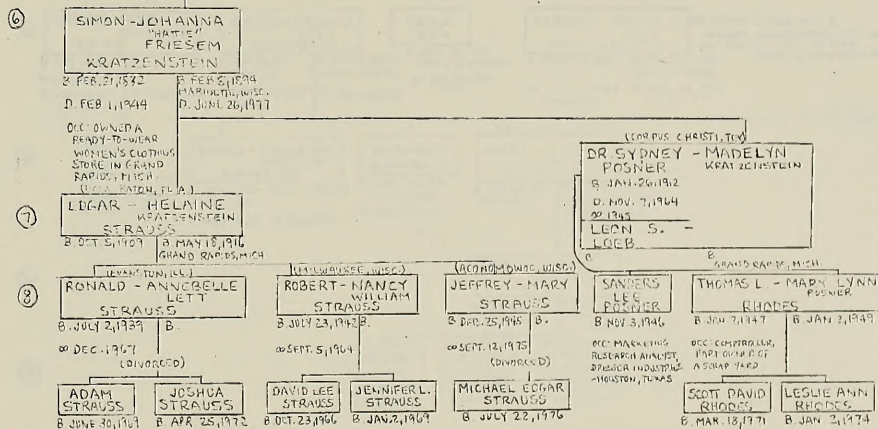 6
SIMON - JOHANNA
"HATTIE"
FRIESEM
KRATZENSTEIN
B FEB. 21, B FEB 8, 1894
WISC.
D. FEB 1, 1944 D. JUNE 26, 1977
OCC: OWNED A
READY-TO-WEAR
WOMEN'S CLOTHING
STORE IN GRAND
RAPIDS, MICH.
(CORPUS CHRISTI,
DR. SYDNEY - MADELYN
POSNER KRATZENSTEIN
B JAN. 26, 1912
D. NOV. 7, 1964
∞ 1945
LEON S. -
LOEB
B. B.
7
EDGAR - HELAINE
KRATZENSTEIN
STRAUSS
B. OCT. 5, 1909 B. MAY 18, 1916
GRAND RAPIDS, MICH
GRAND RAPIDS, MICH.
8
(EVANSTON, ILL.)
RONALD - ANNEBELLE
LETT
STRAUSS
B. JULY 2, 1939 B.
∞ DEC. 1967
(DIVORCED)
(MILWAUKEE, WISC.)
ROBERT - NANCY
WILLIAM
STRAUSS
B. JULY 23, 1942 B.
∞ SEPT. 5, 1964
(ACONOMOWOC, WISC.)
JEFFREY - MARY
STRAUSS
B DEC. 25, 1945 B.
∞ SEPT. 12, 1975
(DIVORCED)
SANDERS
LEE
POSNER
B NOV 3, 1946
OCC: MARKETING
RESEARCH ANALYST,
DRESSER INDUSTRIES
-HOUSTON, TEXAS
THOMAS L. - MARY LYNN
POSNER
RHODES
B JAN 7, 1947 B. JAN 2, 1949
OCC: COMPTROLLER,
PART OWNER OF
A SCRAP YARD
ADAM
STRAUSS
B JUNE 30, 1969
JOSHUA
STRAUSS
B. APR 25, 1972
DAVID LEE
STRAUSS
B OCT. 23, 1966
JENNIFER L.
STRAUSS
B. JAN. 2, 1969
MICHAEL EDGAR
STRAUSS
B. JULY 22, 1976
SCOTT DAVID
RHODES
B. MAR. 18, 1971
LESLIE ANN
RHODES
B. JAN 2, 1974